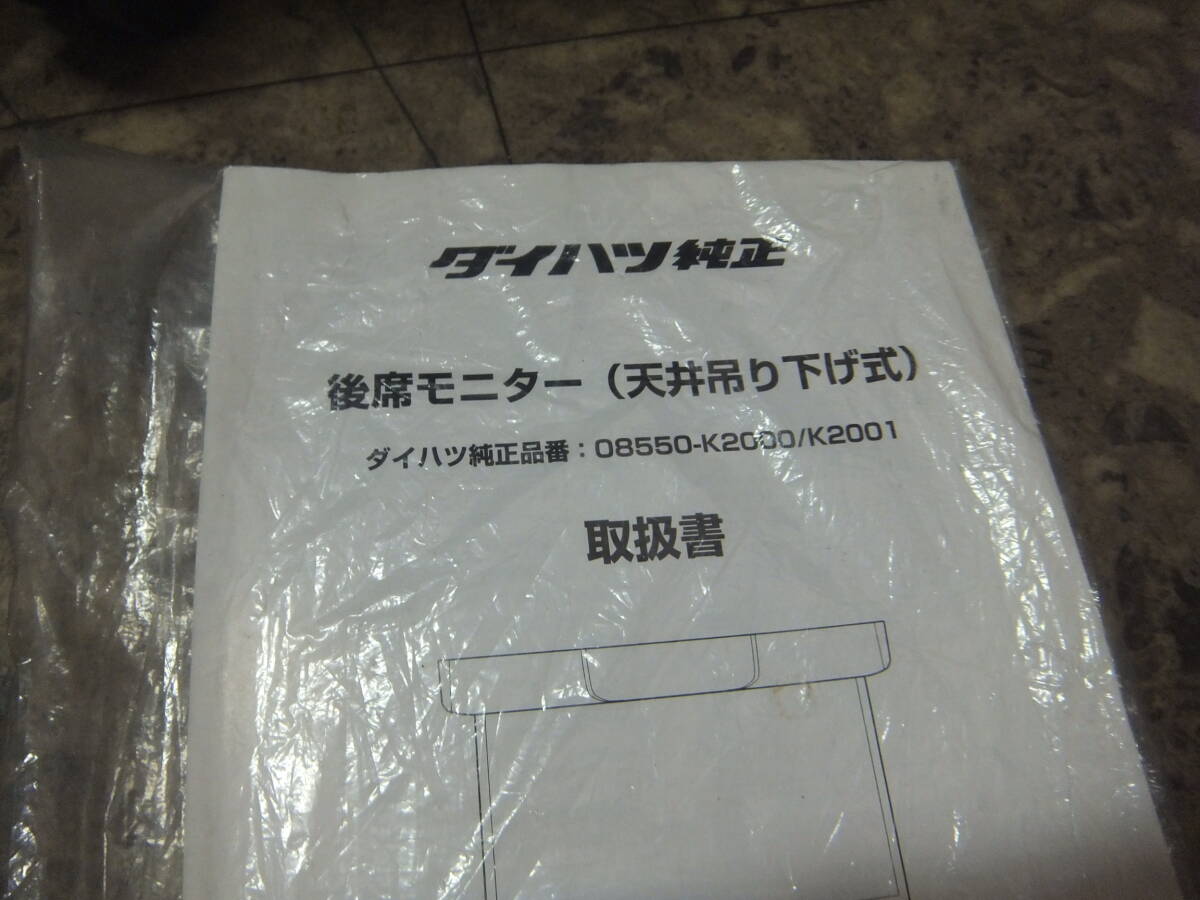 ダイハツ純正
後席モニター（天井吊り下げ式）
ダイハツ純正品番：08550-K2000/K2001
取扱書